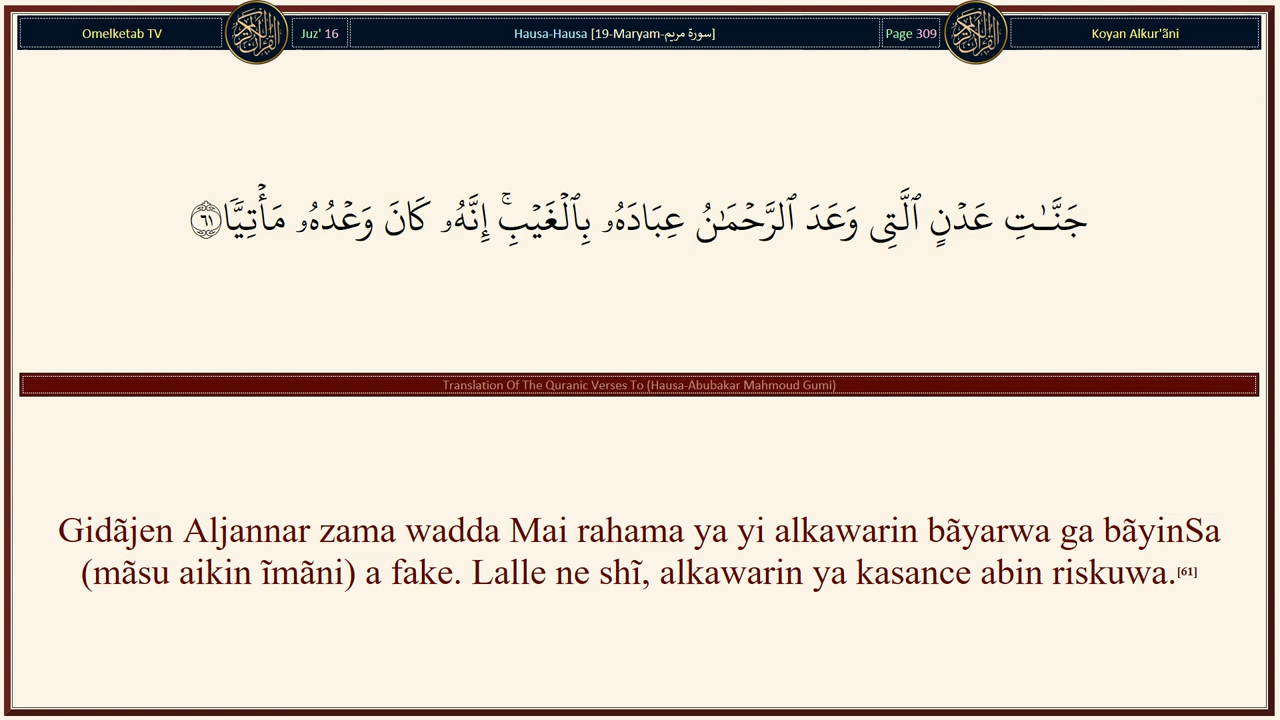 Omelketab TV
Juz' 16
Hausa-Hausa [19-Maryam-سورة مريم]
Page 309
Koyan Alƙur'ãni
جَنَّـٰتِ عَدۡنٍ ٱلَّتِى وَعَدَ ٱلرَّحۡمَـٰنُ عِبَادَهُۥ بِٱلۡغَيۡبِۚ إِنَّهُۥ كَانَ وَعۡدُهُۥ مَأۡتِيًّا ٦١
Translation Of The Quranic Verses To (Hausa-Abubakar Mahmoud Gumi)
Gidãjen Aljannar zama wadda Mai rahama ya yi alkawarin bãyarwa ga bãyinSa
(mãsu aikin ĩmãni) a fake. Lalle ne shĩ, alkawarin ya kasance abin riskuwa.[61]